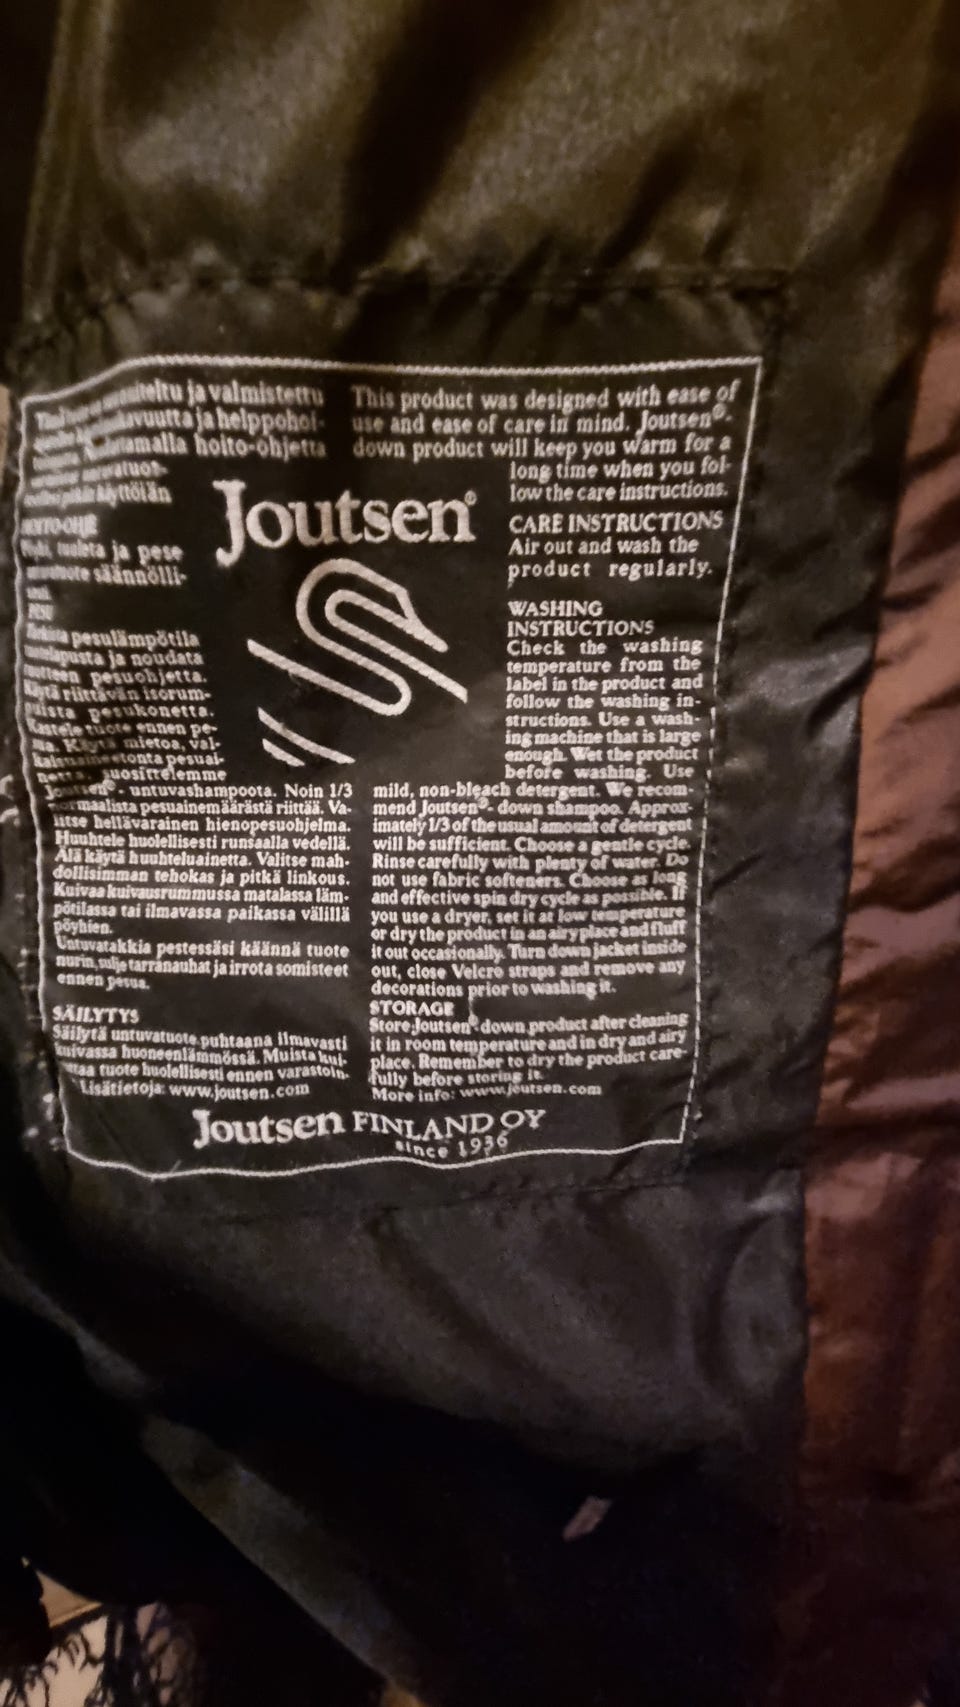 suunniteltu ja valmistettu
ja helppohoi-
hoito-ohjetta
käyttöiän
Joutsen®
HOITO-OHJE
tuuleta ja pese
säännölli-
PESU
pesulämpötila
ja noudata
tuotteen pesuohjetta.
Käytä riittävän isorum-
puista pesukonetta.
Kastele tuote ennen pe-
sua. Käytä mietoa, val-
kaisuaineetonta pesuai-
netta, suosittelemme
Joutsen®- untuvashampoota. Noin 1/3
normaalista pesuainemäärästä riittää. Va-
litse hellävarainen hienopesuohjelma.
Huuhtele huolellisesti runsaalla vedellä.
Älä käytä huuhteluainetta. Valitse mah-
dollisimman tehokas ja pitkä linkous.
Kuivaa kuivausrummussa matalassa läm-
pötilassa tai ilmavassa paikassa välillä
pöyhien.
Untuvatakkia pestessäsi käännä tuote
nurin, sulje tarranauhat ja irrota somisteet
ennen pesua.
SÄILYTYS
Säilytä untuvatuote puhtaana ilmavasti
kuivassa huoneenlämmössä. Muista kui-
vataa tuote huolellisesti ennen varastoin-
Lisätietoja: www.joutsen.com
This product was designed with ease of
use and ease of care in mind. Joutsen®-
down product will keep you warm for a
long time when you fol-
low the care instructions.
CARE INSTRUCTIONS
Air out and wash the
product regularly.
WASHING
INSTRUCTIONS
Check the washing
temperature from the
label in the product and
follow the washing in-
structions. Use a wash-
ing machine that is large
enough. Wet the product
before washing. Use
mild, non-bleach detergent. We recom-
mend Joutsen®- down shampoo. Approx-
imately 1/3 of the usual amount of detergent
will be sufficient. Choose a gentle cycle.
Rinse carefully with plenty of water. Do
not use fabric softeners. Choose as long
and effective spin dry cycle as possible. If
you use a dryer, set it at low temperature
or dry the product in an airy place and fluff
it out occasionally. Turn down jacket inside
out, close Velcro straps and remove any
decorations prior to washing it.
STORAGE
Store Joutsen®-down product after cleaning
it in room temperature and in dry and airy
place. Remember to dry the product care-
fully before storing it.
More info: www.joutsen.com
Joutsen FINLAND OY
since 1936